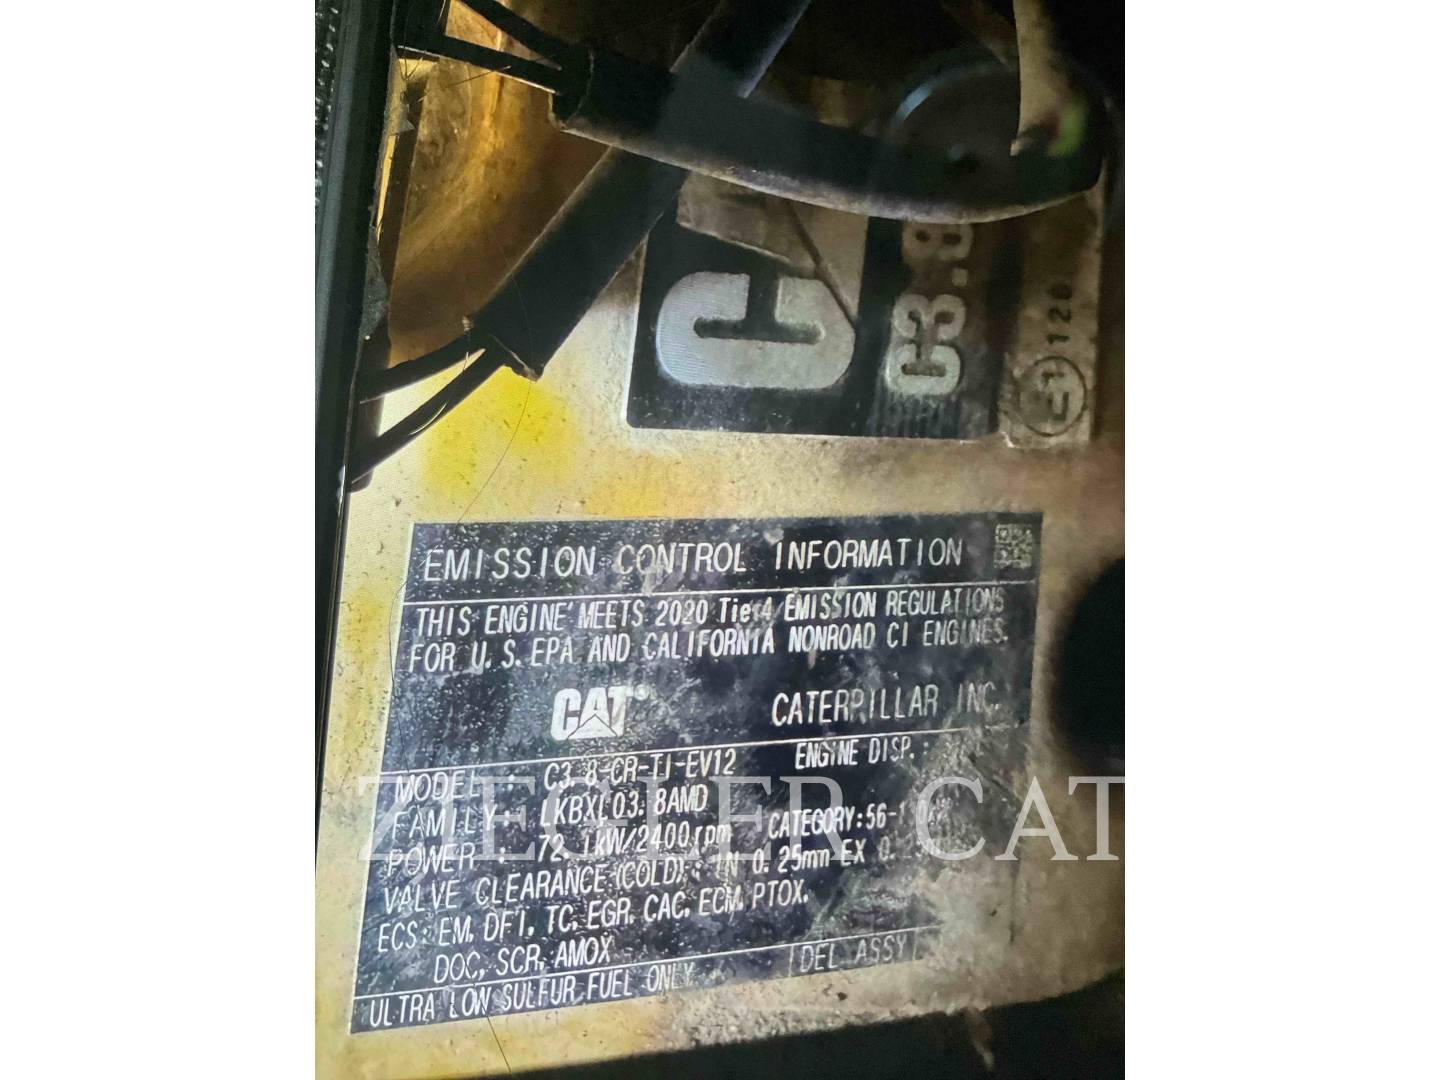 C3.8
120
EMISSION CONTROL INFORMATION
THIS ENGINE MEETS 2020 Tier4 EMISSION REGULATIONS
FOR U.S.EPA AND CALIFORNIA NONROAD CI ENGINES.
CAT® CATERPILLAR INC.
MODEL : C3.8-CR-TI-EV12 ENGINE DISP.:
FAMILY: LKBXL03.8AMD
POWER : 72.1kW/2400rpm CATEGORY:56-
VALVE CLEARANCE(COLD): IN 0.25mm EX
ECS: EM, DFI, TC, EGR, CAC, ECM, PTOX,
DOC, SCR, AMOX
ULTRA LOW SULFUR FUEL ONLY DEL ASSY
ZIEGLER CAT